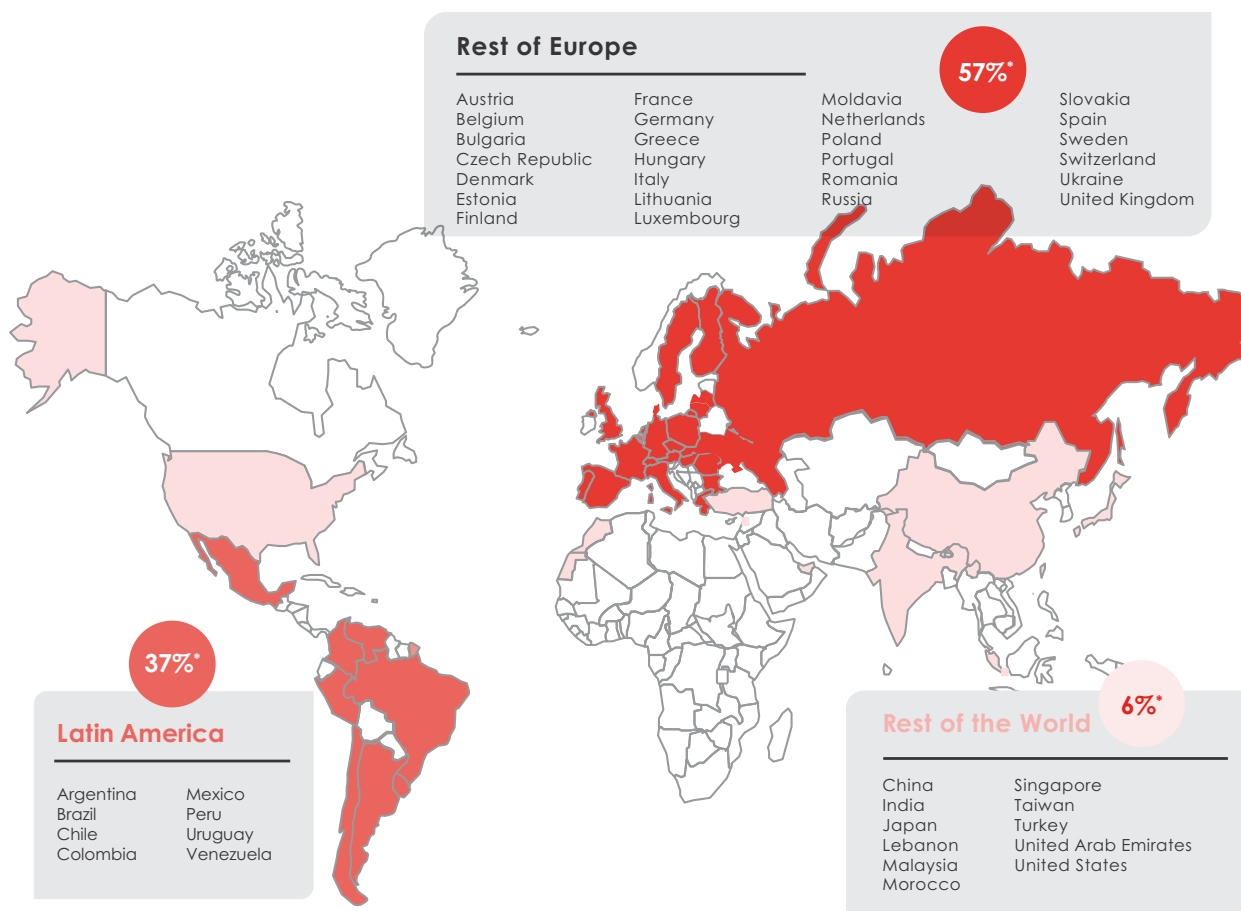 Rest of Europe
57%*
Austria
Belgium
Bulgaria
Czech Republic
Denmark
Estonia
Finland
France
Germany
Greece
Hungary
Italy
Lithuania
Luxembourg
Moldavia
Netherlands
Poland
Portugal
Romania
Russia
Slovakia
Spain
Sweden
Switzerland
Ukraine
United Kingdom
37%*
Latin America
Argentina
Brazil
Chile
Colombia
Mexico
Peru
Uruguay
Venezuela
6%*
Rest of the World
China
India
Japan
Lebanon
Malaysia
Morocco
Singapore
Taiwan
Turkey
United Arab Emirates
United States